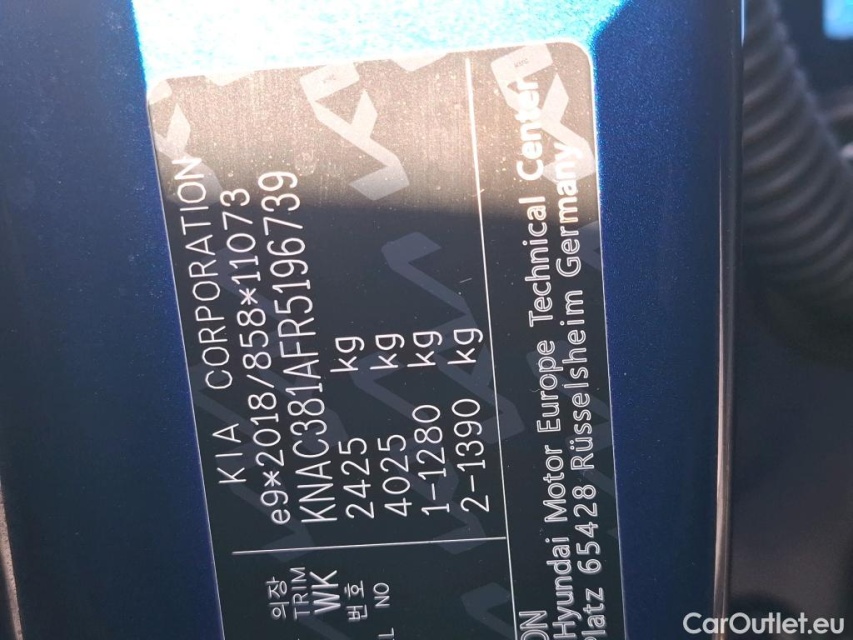 KIA CORPORATION
e9*2018/858*11073
KNAC381AFR5196739
2425 kg
4025 kg
1-1280 kg
2-1390 kg
의장
TRIM
WK
번호
NO
Hyundai Motor Europe Technical Center
Platz 65428 Rüsselsheim Germany
CarOutlet.eu